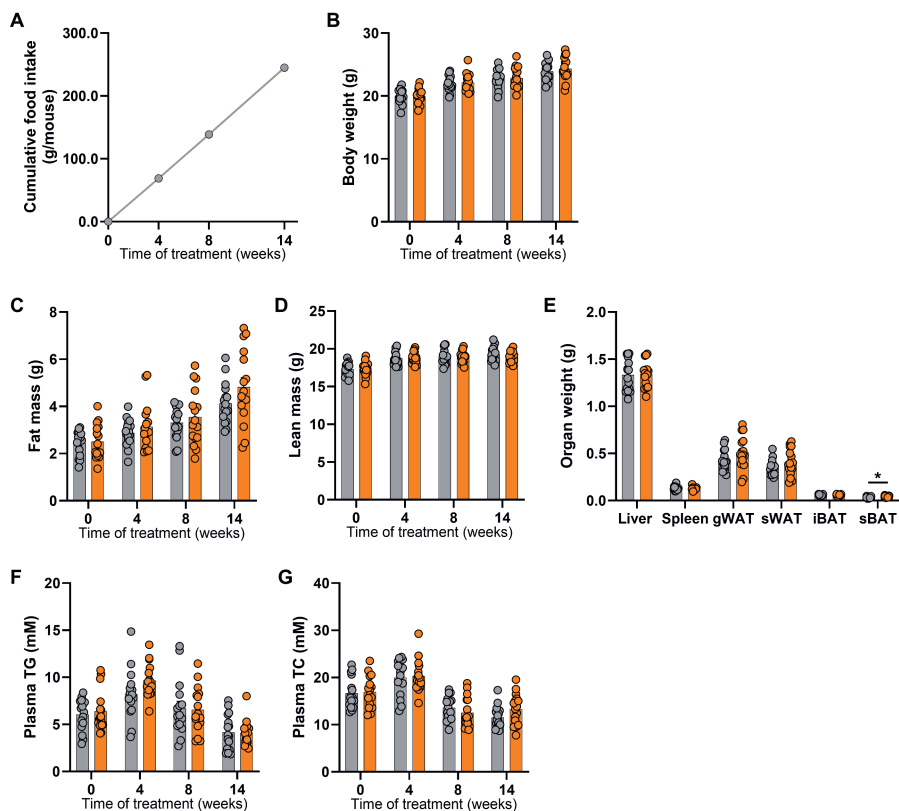 A
Cumulative food intake
(g/mouse)
300.0
200.0
100.0
0.0
0 4 8 14
Time of treatment (weeks)
B
Body weight (g)
30
20
10
0
0 4 8 14
Time of treatment (weeks)
C
Fat mass (g)
8
6
4
2
0
0 4 8 14
Time of treatment (weeks)
D
Lean mass (g)
25
20
15
10
5
0
0 4 8 14
Time of treatment (weeks)
E
Organ weight (g)
2.0
1.5
1.0
0.5
0.0
*
Liver Spleen gWAT sWAT iBAT sBAT
F
Plasma TG (mM)
20
15
10
5
0
0 4 8 14
Time of treatment (weeks)
G
Plasma TC (mM)
40
30
20
10
0
0 4 8 14
Time of treatment (weeks)